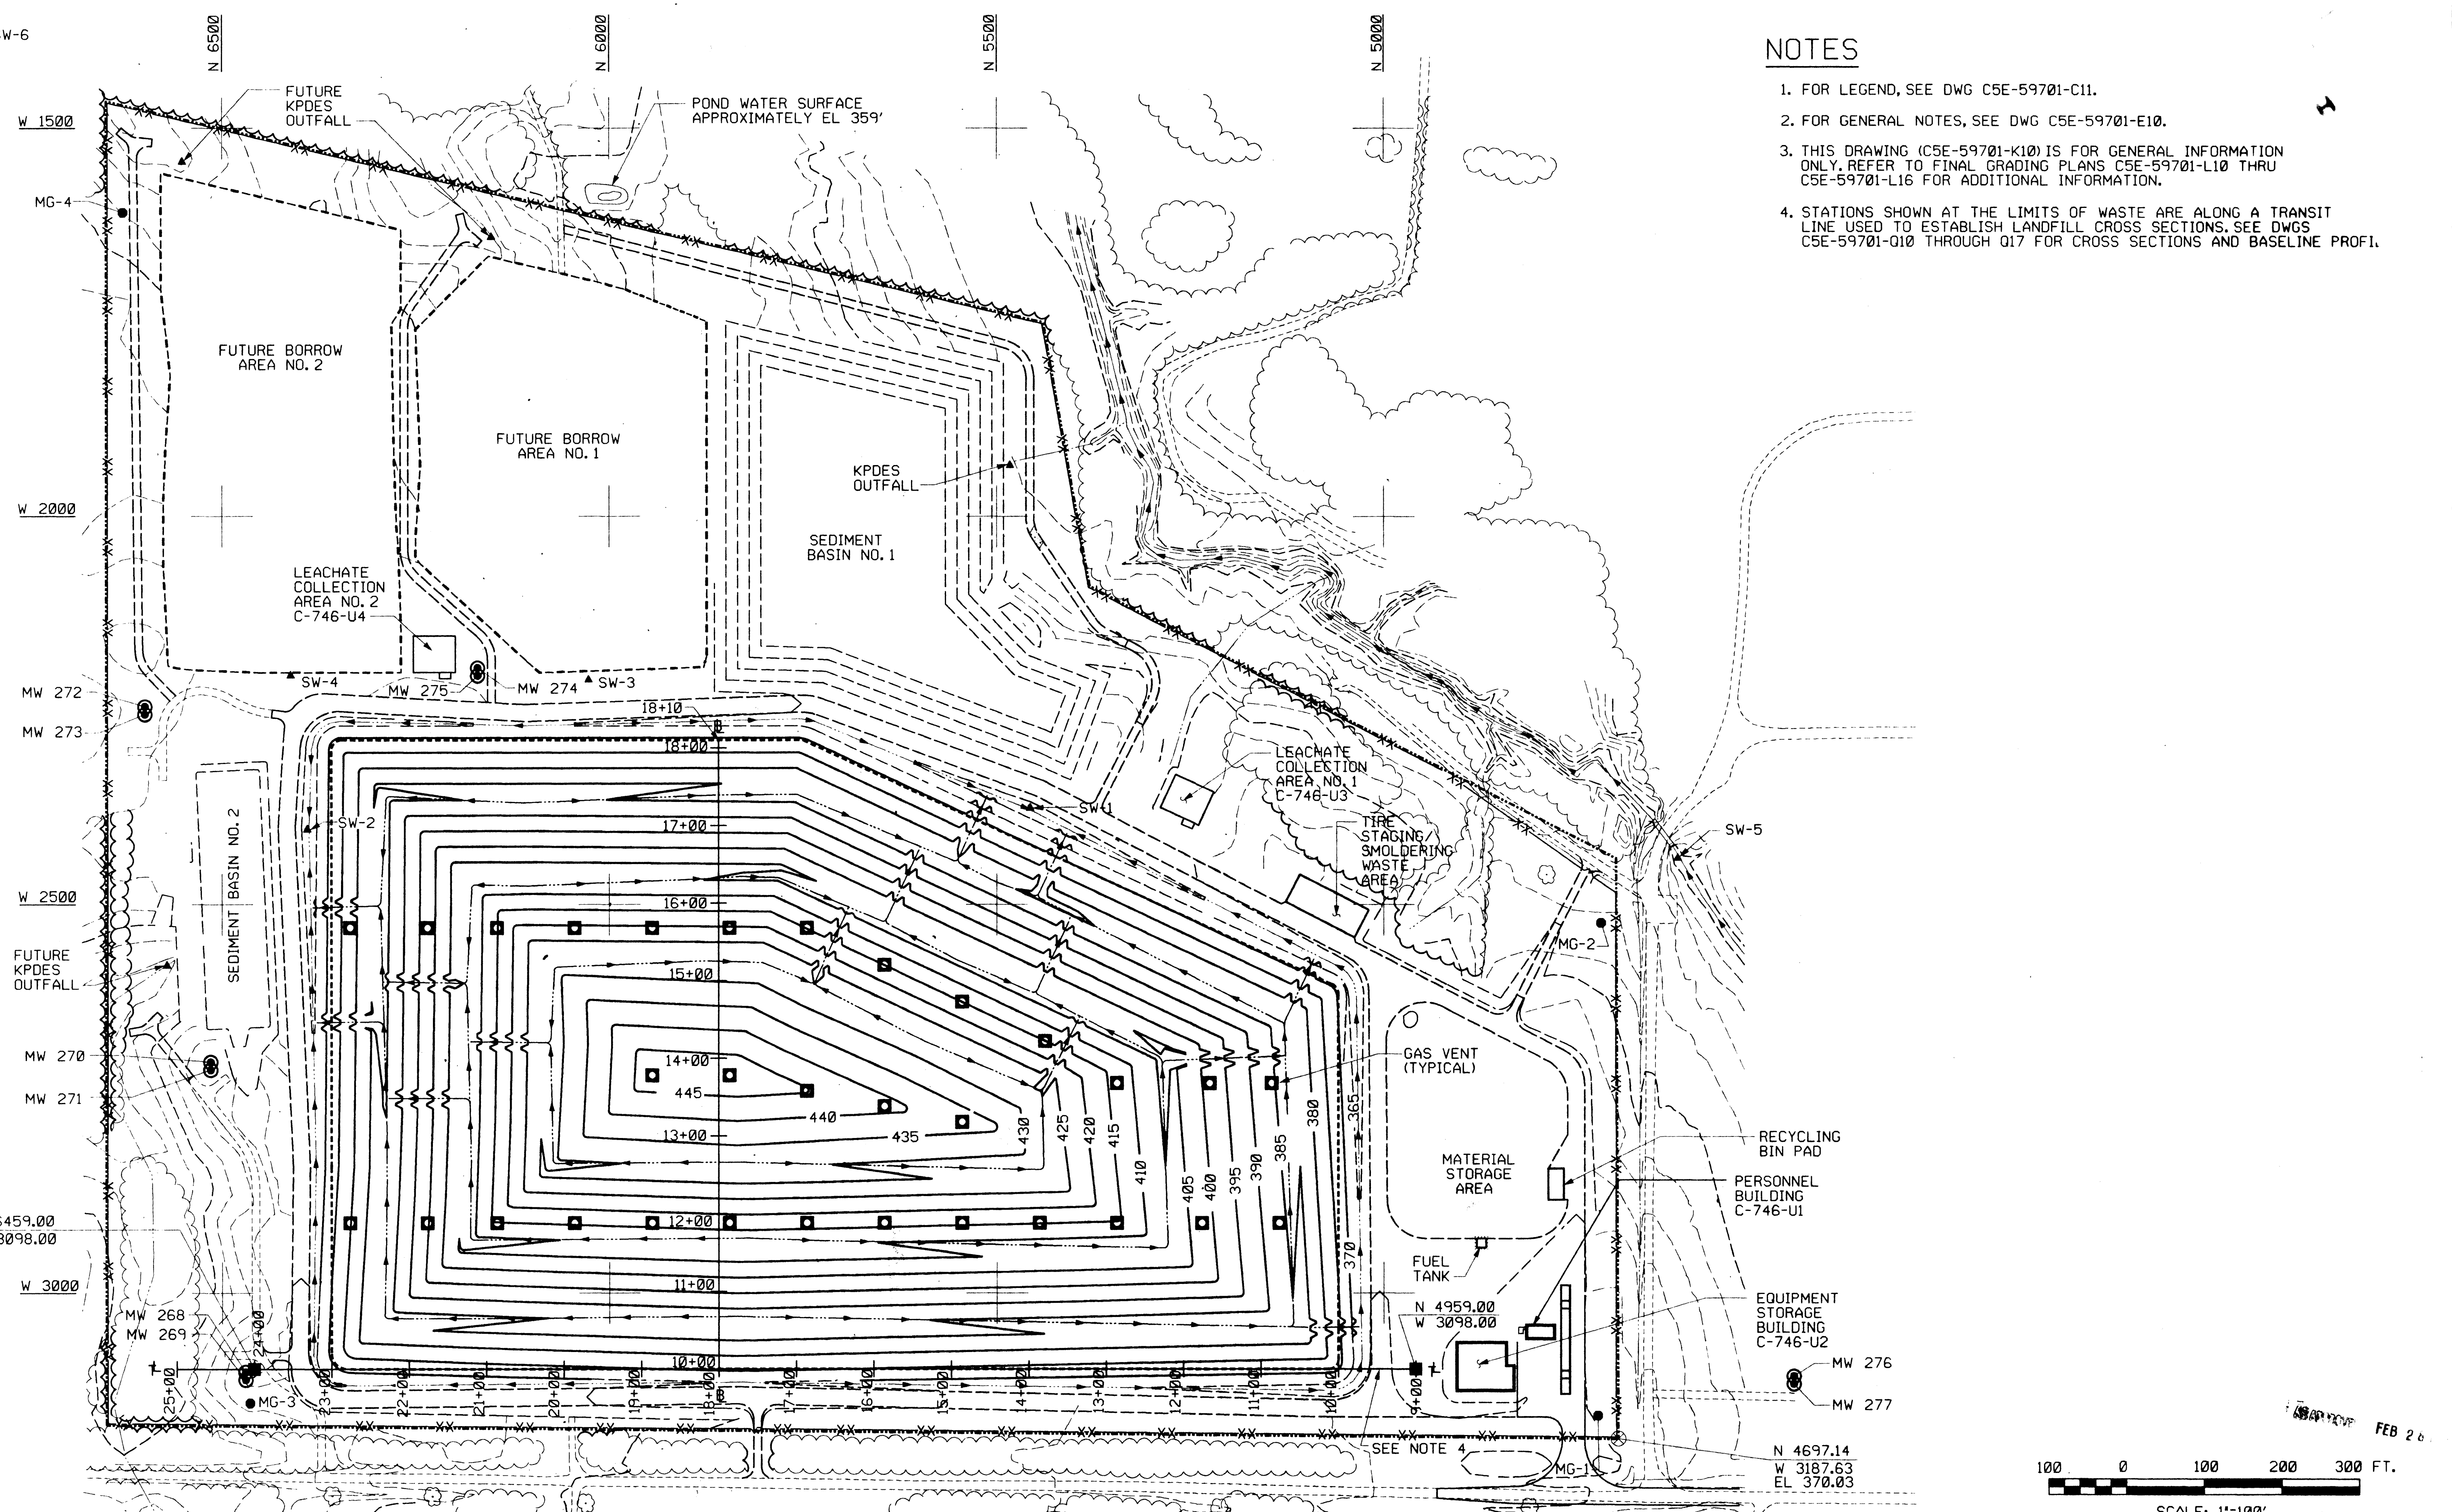 N 6500
N 6000
N 5500
N 5000
W-6
NOTES
1. FOR LEGEND, SEE DWG C5E-59701-C11.
2. FOR GENERAL NOTES, SEE DWG C5E-59701-E10.
3. THIS DRAWING (C5E-59701-K10) IS FOR GENERAL INFORMATION
ONLY. REFER TO FINAL GRADING PLANS C5E-59701-L10 THRU
C5E-59701-L16 FOR ADDITIONAL INFORMATION.
4. STATIONS SHOWN AT THE LIMITS OF WASTE ARE ALONG A TRANSIT
LINE USED TO ESTABLISH LANDFILL CROSS SECTIONS. SEE DWGS
C5E-59701-Q10 THROUGH Q17 FOR CROSS SECTIONS AND BASELINE PROFIL
FUTURE
KPDES
OUTFALL
POND WATER SURFACE
APPROXIMATELY EL 359'
W 1500
MG-4
FUTURE BORROW
AREA NO. 2
FUTURE BORROW
AREA NO. 1
KPDES
OUTFALL
W 2000
SEDIMENT
BASIN NO. 1
LEACHATE
COLLECTION
AREA NO. 2
C-746-U4
SW-4
MW 275
MW 274
SW-3
MW 272
MW 273
18+10
18+00
LEACHATE
COLLECTION
AREA NO. 1
C-746-U3
SW-1
SW-2
17+00
TIRE
STAGING/
SMOLDERING
WASTE
AREA
SW-5
SEDIMENT BASIN NO. 2
W 2500
16+00
MG-2
FUTURE
KPDES
OUTFALL
15+00
MW 270
MW 271
14+00
GAS VENT
(TYPICAL)
445
440
435
430
425
420
415
410
405
400
395
390
385
380
365
370
13+00
RECYCLING
BIN PAD
MATERIAL
STORAGE
AREA
PERSONNEL
BUILDING
C-746-U1
12+00
6459.00
3098.00
FUEL
TANK
W 3000
11+00
EQUIPMENT
STORAGE
BUILDING
C-746-U2
N 4959.00
W 3098.00
MW 268
MW 269
24+00
10+00
MW 276
MW 277
MG-3
25+00
23+00
22+00
21+00
20+00
19+00
18+00
17+00
16+00
15+00
14+00
13+00
12+00
11+00
10+00
9+00
SEE NOTE 4
MG-1
N 4697.14
W 3187.63
EL 370.03
FEB 26
100 0 100 200 300 FT.
SCALE: 1"=100'